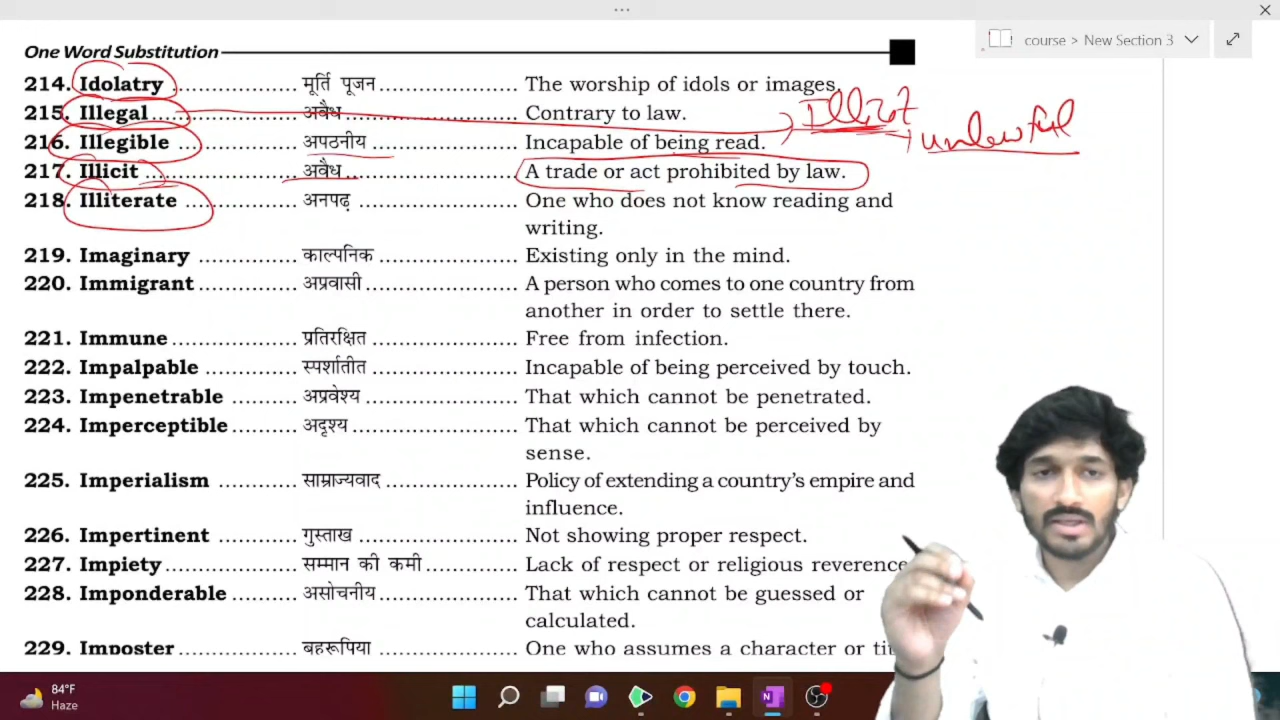 course > New Section 3
One Word Substitution
214. Idolatry ................ मूर्ति पूजन................... The worship of idols or images.
215. Illegal.................... अवैध......................... Contrary to law.
Illicit
unlawful
216. Illegible ............... अपठनीय ..................... Incapable of being read.
217. Illicit ..................... अवैध......................... A trade or act prohibited by law.
218. Illiterate ................ अनपढ़ ...................... One who does not know reading and
writing.
219. Imaginary .............. काल्पनिक .................... Existing only in the mind.
220. Immigrant .............. अप्रवासी...................... A person who comes to one country from
another in order to settle there.
221. Immune ................. प्रतिरक्षित .................... Free from infection.
222. Impalpable ............. स्पर्शातीत .................... Incapable of being perceived by touch.
223. Impenetrable .......... अप्रवेश्य ...................... That which cannot be penetrated.
224. Imperceptible ......... अदृश्य ........................ That which cannot be perceived by
sense.
225. Imperialism ............ साम्राज्यवाद ................... Policy of extending a country's empire and
influence.
226. Impertinent ............ गुस्ताख ....................... Not showing proper respect.
227. Impiety................... सम्मान की कमी .............. Lack of respect or religious reverence
228. Imponderable ......... असोचनीय .................... That which cannot be guessed or
calculated.
229. Imposter ................. बहरूपिया ..................... One who assumes a character or
84°F
Haze